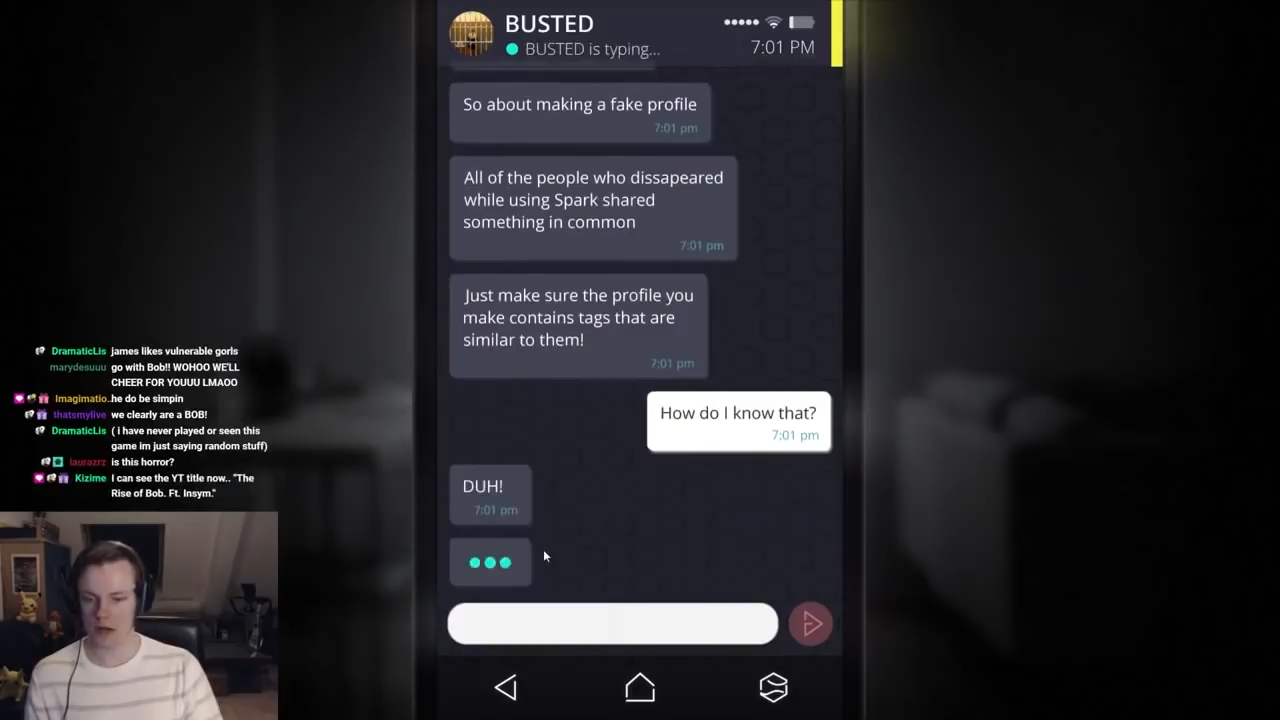 BUSTED
BUSTED is typing...
7:01 PM
So about making a fake profile
7:01 pm
All of the people who dissapeared
while using Spark shared
something in common
7:01 pm
Just make sure the profile you
make contains tags that are
similar to them!
7:01 pm
How do I know that?
7:01 pm
DUH!
7:01 pm
DramaticLis james likes vulnerable gorls
marydesuuu go with Bob!! WOHOO WE'LL
CHEER FOR YOUUU LMAOO
Imagimatio.. he do be simpin
thatsmylive we clearly are a BOB!
DramaticLis ( i have never played or seen this
game im just saying random stuff)
laurazrz is this horror?
Kizime I can see the YT title now.. "The
Rise of Bob. Ft. Insym."